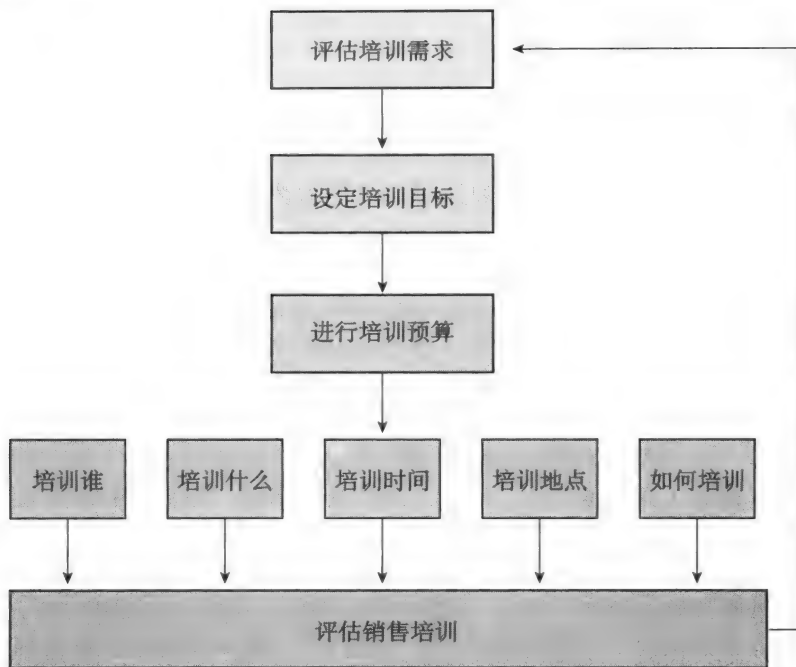 评估培训需求
设定培训目标
进行培训预算
培训谁
培训什么
培训时间
培训地点
如何培训
评估销售培训